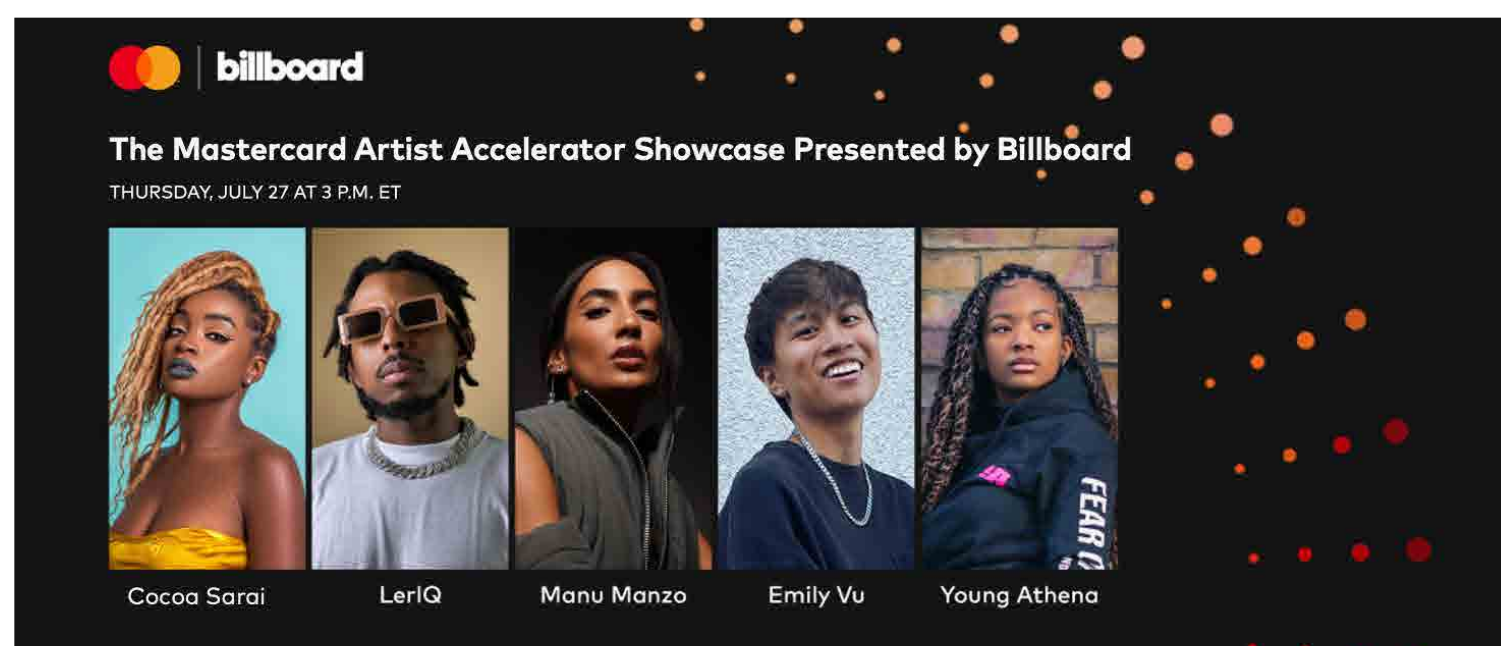 billboard
The Mastercard Artist Accelerator Showcase Presented by Billboard
THURSDAY, JULY 27 AT 3 P.M. ET
FEAR
Cocoa Sarai
LerIQ
Manu Manzo
Emily Vu
Young Athena